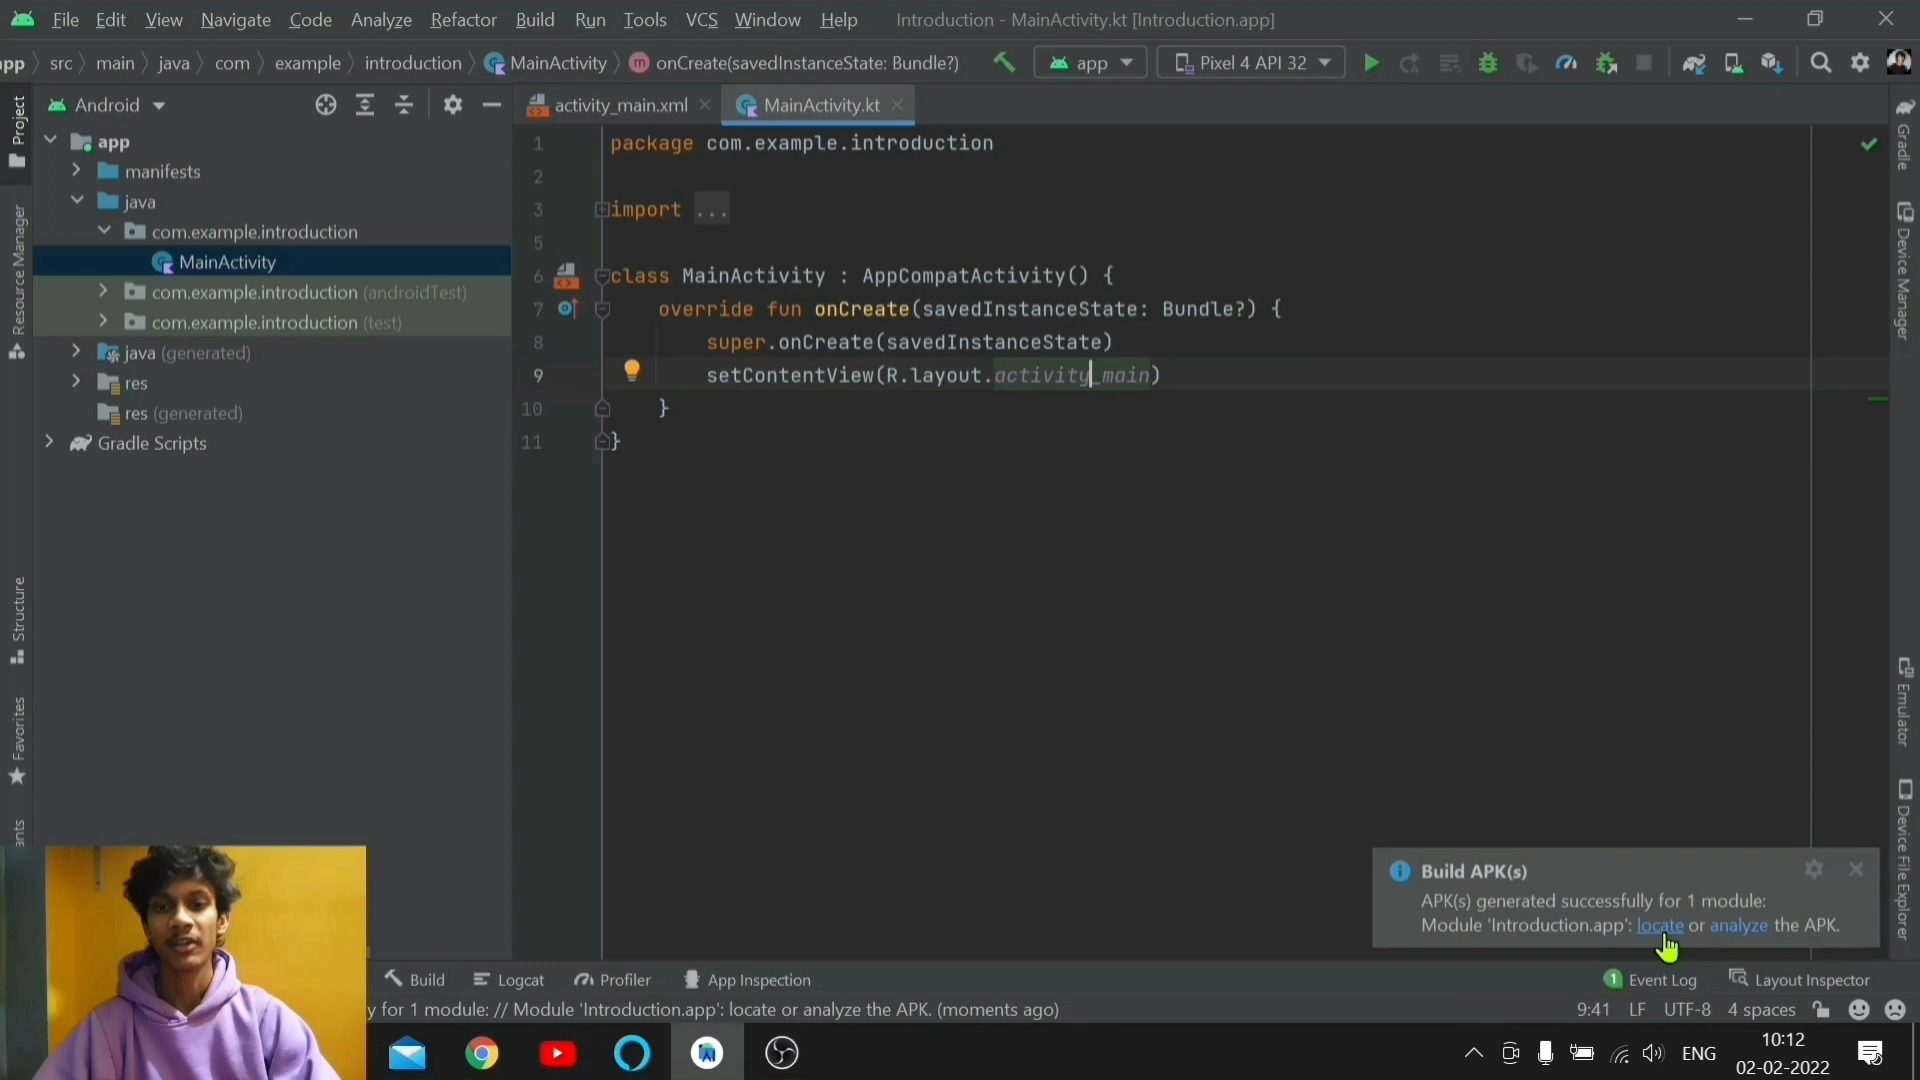 File Edit View Navigate Code Analyze Refactor Build Run Tools VCS Window Help Introduction - MainActivity.kt [Introduction.app]
app src main java com example introduction MainActivity onCreate(savedInstanceState: Bundle?) app Pixel 4 API 32
Project
Resource Manager
Structure
Favorites
Android
app
manifests
java
com.example.introduction
MainActivity
com.example.introduction (androidTest)
com.example.introduction (test)
java (generated)
res
res (generated)
Gradle Scripts
activity_main.xml MainActivity.kt
1 package com.example.introduction
2
3 import ...
5
6 class MainActivity : AppCompatActivity() {
7 override fun onCreate(savedInstanceState: Bundle?) {
8 super.onCreate(savedInstanceState)
9 setContentView(R.layout.activity_main)
10 }
11 }
Gradle
Device Manager
Emulator
Device File Explorer
Build APK(s)
APK(s) generated successfully for 1 module:
Module 'Introduction.app': locate or analyze the APK.
Build Logcat Profiler App Inspection 1 Event Log Layout Inspector
y for 1 module: // Module 'Introduction.app': locate or analyze the APK. (moments ago) 9:41 LF UTF-8 4 spaces
ENG
10:12
02-02-2022